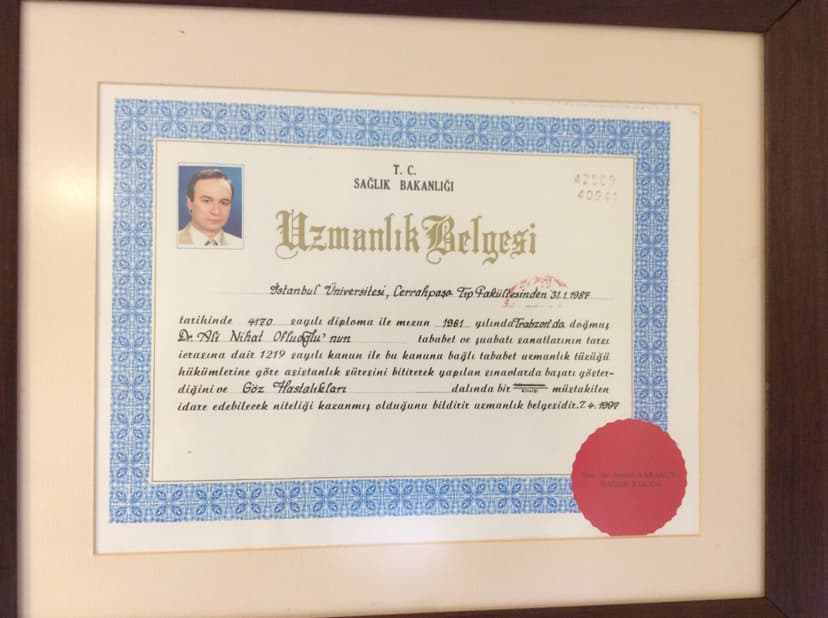 T. C.
SAĞLIK BAKANLIĞI
42509
40941
Uzmanlık Belgesi
İstanbul Üniversitesi, Cerrahpaşa Tıp Fakültesinden 31.1.1987
tarihinde 4170 sayılı diploma ile mezun 1961 yılında Trabzon'da doğmuş
Dr. Ali Nihat Ofluoğlu'nun tababet ve şuabatı sanatlarının tarzı
icrasına dair 1219 sayılı kanun ile bu kanuna bağlı tababet uzmanlık tüzüğü
hükümlerine göre asistanlık süresini bitirerek yapılan sınavlarda başarı göster-
diğini ve Göz Hastalıkları dalında bir müstakilen
idare edebilecek niteliği kazanmış olduğunu bildirir uzmanlık belgesidir. 7.4.1997
SAĞLIK BAKANI